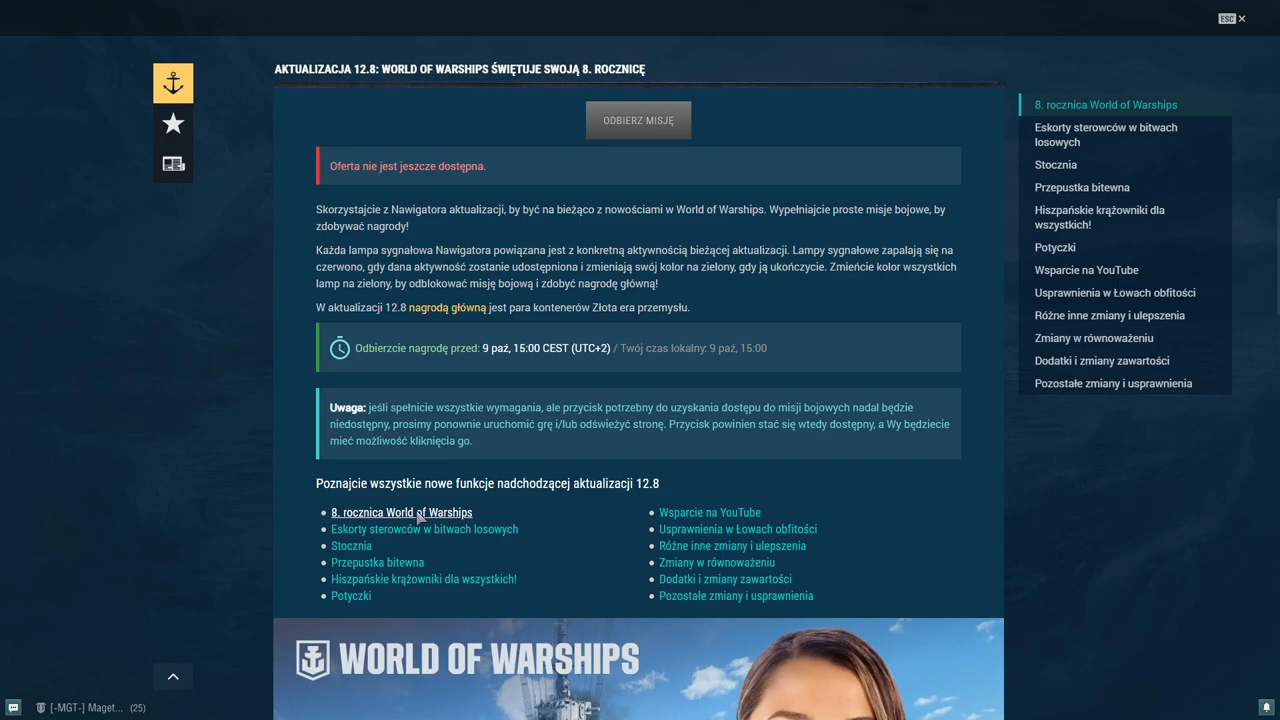 ESC ×
AKTUALIZACJA 12.8: WORLD OF WARSHIPS ŚWIĘTUJE SWOJĄ 8. ROCZNICĘ
ODBIERZ MISJĘ
Oferta nie jest jeszcze dostępna.
Skorzystajcie z Nawigatora aktualizacji, by być na bieżąco z nowościami w World of Warships. Wypełniajcie proste misje bojowe, by
zdobywać nagrody!
Każda lampa sygnałowa Nawigatora powiązana jest z konkretną aktywnością bieżącej aktualizacji. Lampy sygnałowe zapalają się na
czerwono, gdy dana aktywność zostanie udostępniona i zmieniają swój kolor na zielony, gdy ją ukończycie. Zmieńcie kolor wszystkich
lamp na zielony, by odblokować misję bojową i zdobyć nagrodę główną!
W aktualizacji 12.8 nagrodą główną jest para kontenerów Złota era przemysłu.
Odbierzcie nagrodę przed: 9 paź, 15:00 CEST (UTC+2) / Twój czas lokalny: 9 paź, 15:00
Uwaga: jeśli spełnicie wszystkie wymagania, ale przycisk potrzebny do uzyskania dostępu do misji bojowych nadal będzie
niedostępny, prosimy ponownie uruchomić grę i/lub odświeżyć stronę. Przycisk powinien stać się wtedy dostępny, a Wy będziecie
mieć możliwość kliknięcia go.
Poznajcie wszystkie nowe funkcje nadchodzącej aktualizacji 12.8
8. rocznica World of Warships
Eskorty sterowców w bitwach losowych
Stocznia
Przepustka bitewna
Hiszpańskie krążowniki dla wszystkich!
Potyczki
Wsparcie na YouTube
Usprawnienia w Łowach obfitości
Różne inne zmiany i ulepszenia
Zmiany w równoważeniu
Dodatki i zmiany zawartości
Pozostałe zmiany i usprawnienia
WORLD OF WARSHIPS
8. rocznica World of Warships
Eskorty sterowców w bitwach
losowych
Stocznia
Przepustka bitewna
Hiszpańskie krążowniki dla
wszystkich!
Potyczki
Wsparcie na YouTube
Usprawnienia w Łowach obfitości
Różne inne zmiany i ulepszenia
Zmiany w równoważeniu
Dodatki i zmiany zawartości
Pozostałe zmiany i usprawnienia
[-MGT-] Maget... (25)